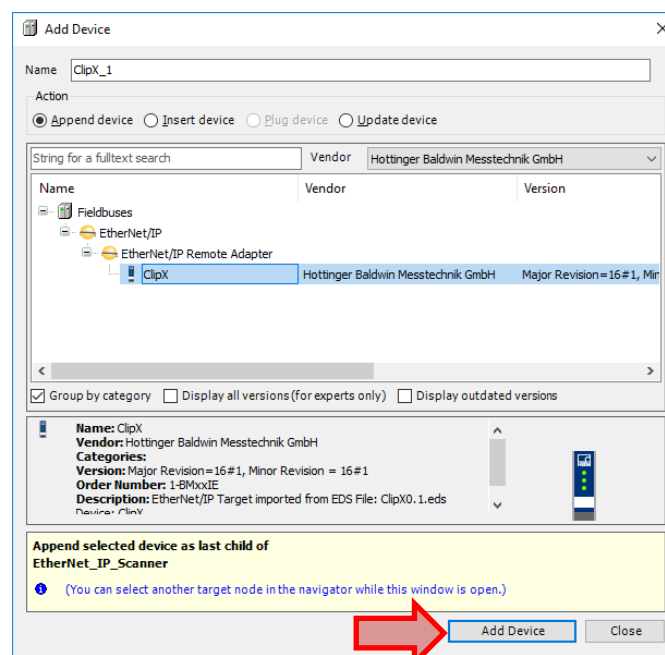 Add Device
Name ClipX_1
Action
Append device Insert device Plug device Update device
String for a fulltext search Vendor Hottinger Baldwin Messtechnik GmbH
Name Vendor Version
Fieldbuses
EtherNet/IP
EtherNet/IP Remote Adapter
ClipX Hottinger Baldwin Messtechnik GmbH Major Revision=16#1, Min
Group by category Display all versions (for experts only) Display outdated versions
Name: ClipX
Vendor: Hottinger Baldwin Messtechnik GmbH
Categories:
Version: Major Revision=16#1, Minor Revision = 16#1
Order Number: 1-BMxxIE
Description: EtherNet/IP Target imported from EDS File: ClipX0.1.eds
Device: ClipX
Append selected device as last child of
EtherNet_IP_Scanner
(You can select another target node in the navigator while this window is open.)
Add Device Close